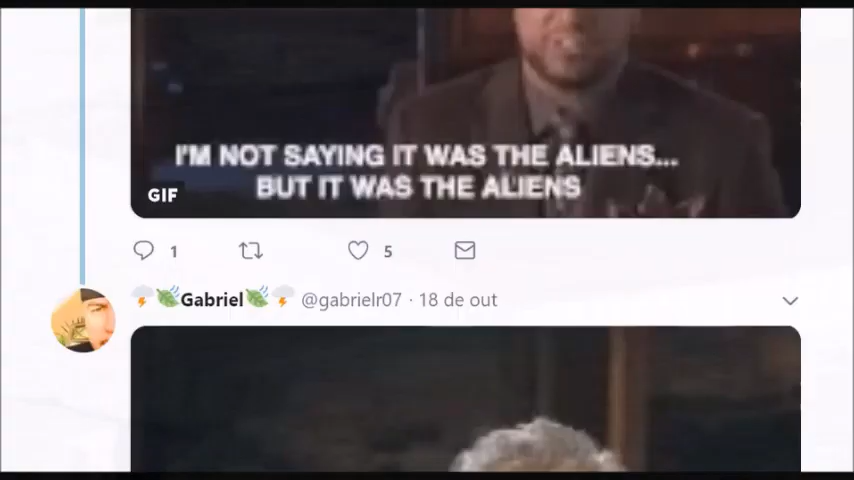 I'M NOT SAYING IT WAS THE ALIENS...
BUT IT WAS THE ALIENS
GIF
1 5
Gabriel @gabrielr07 · 18 de out